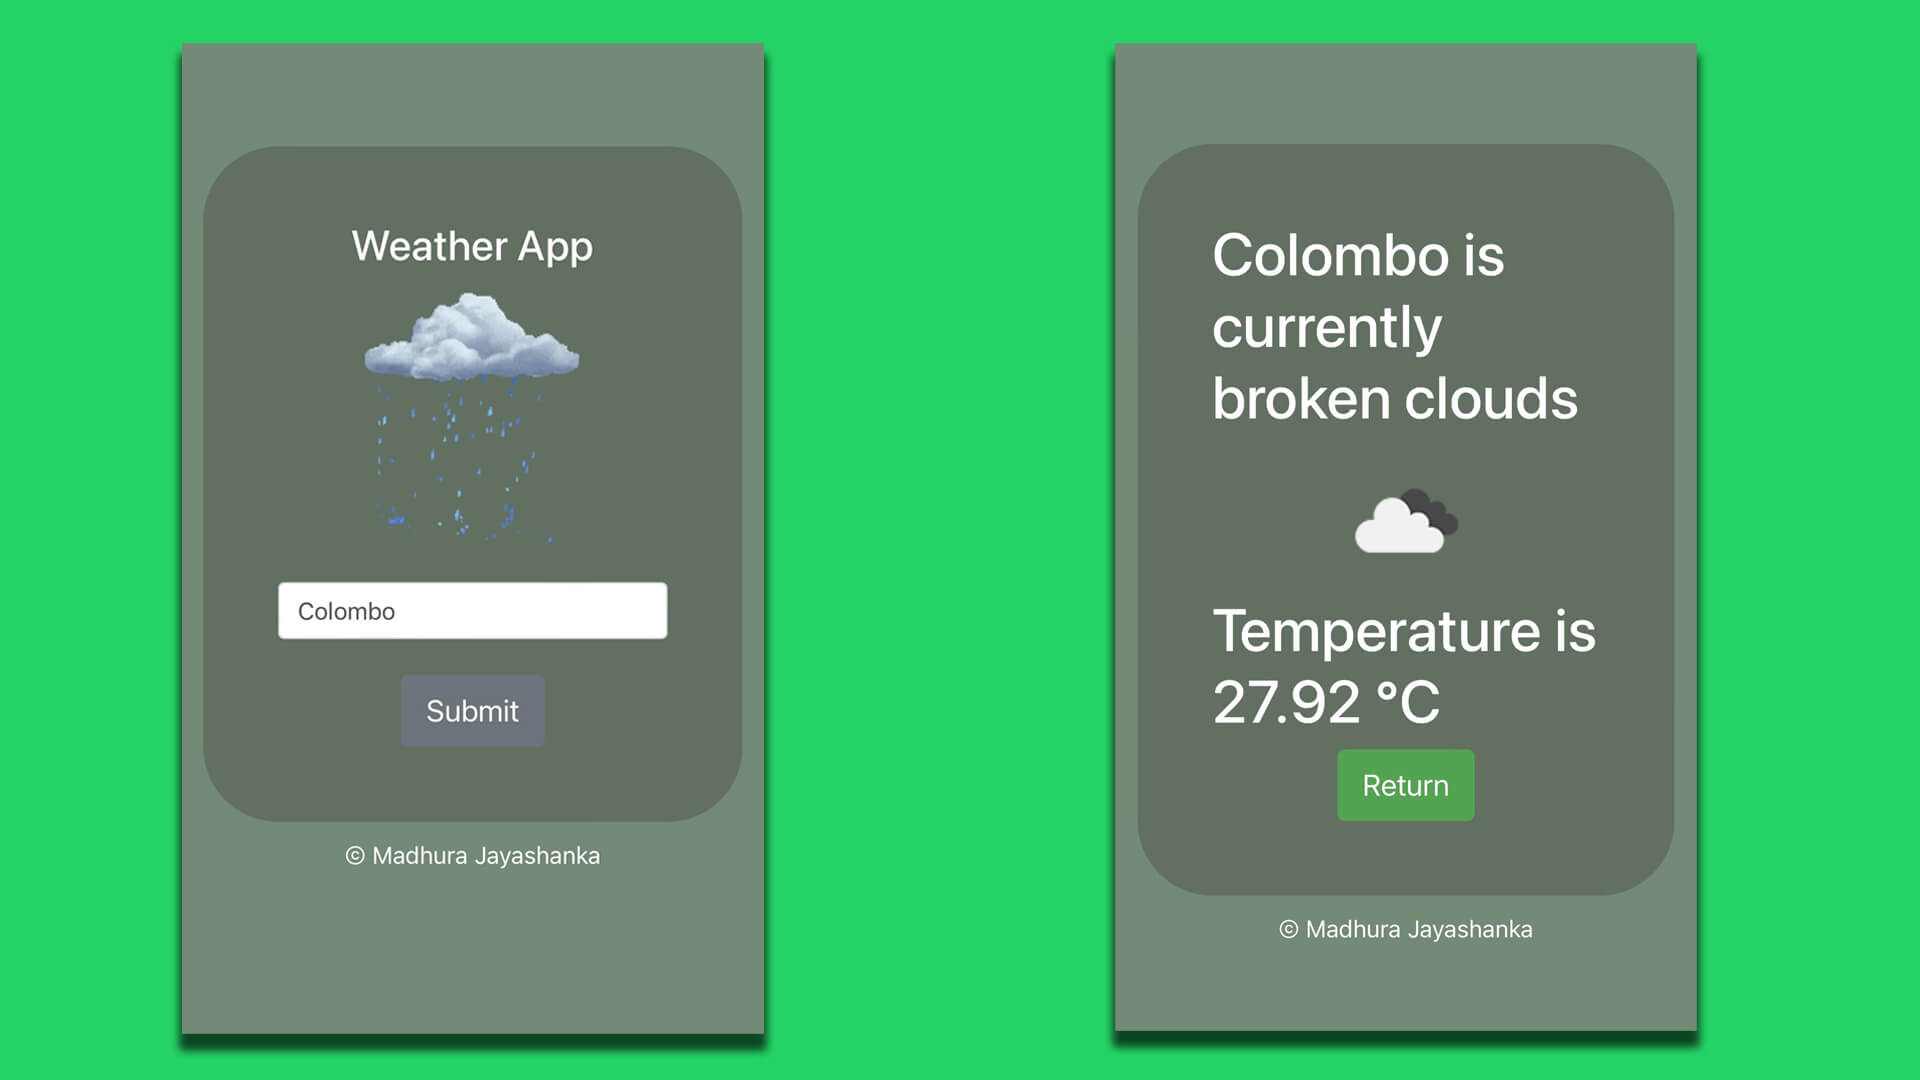 Weather App
Colombo
Submit
© Madhura Jayashanka
Colombo is
currently
broken clouds
Temperature is
27.92 °C
Return
© Madhura Jayashanka